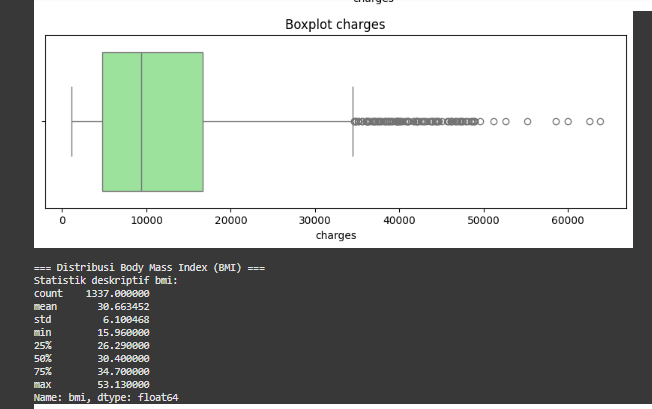 charges
Boxplot charges
0 10000 20000 30000 40000 50000 60000
charges
=== Distribusi Body Mass Index (BMI) ===
Statistik deskriptif bmi:
count 1337.000000
mean 30.663452
std 6.100468
min 15.960000
25% 26.290000
50% 30.400000
75% 34.700000
max 53.130000
Name: bmi, dtype: float64